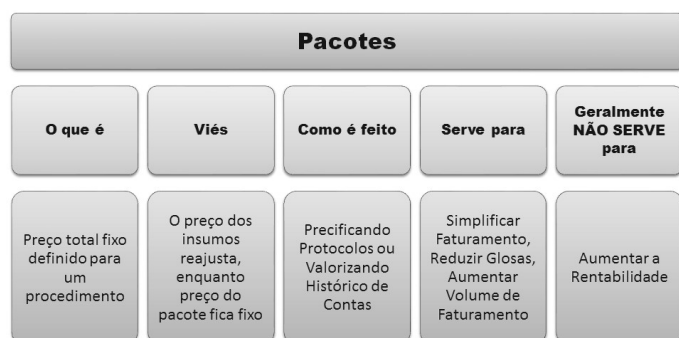 Pacotes
O que é
Viés
Como é feito
Serve para
Geralmente
NÃO SERVE
para
Preço total fixo
definido para
um
procedimento
O preço dos
insumos
reajusta,
enquanto
preço do
pacote fica fixo
Precificando
Protocolos ou
Valorizando
Histórico de
Contas
Simplificar
Faturamento,
Reduzir Glosas,
Aumentar
Volume de
Faturamento
Aumentar a
Rentabilidade